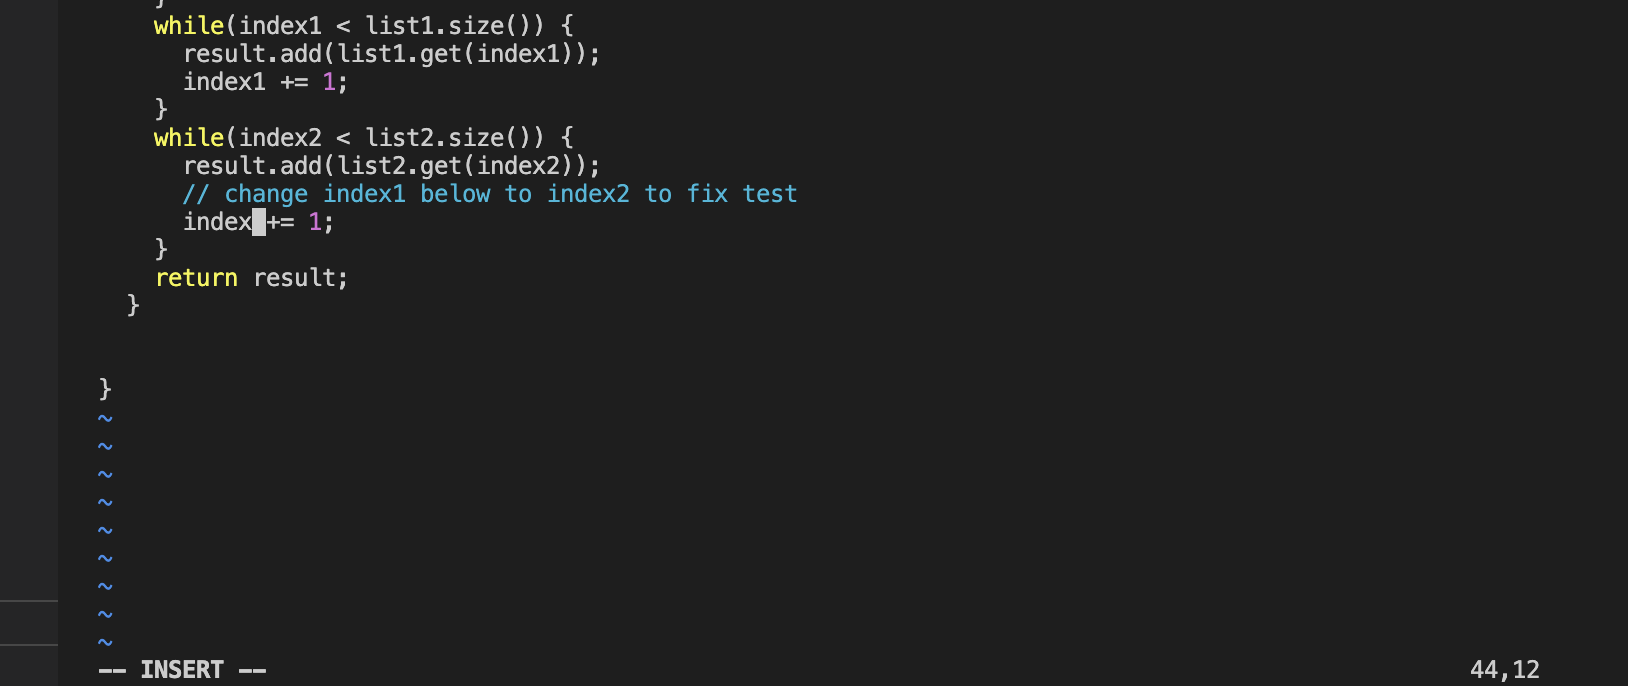 }
while(index1 < list1.size()) {
result.add(list1.get(index1));
index1 += 1;
}
while(index2 < list2.size()) {
result.add(list2.get(index2));
// change index1 below to index2 to fix test
index += 1;
}
return result;
}
}
~
~
~
~
~
~
~
~
~
-- INSERT -- 44,12